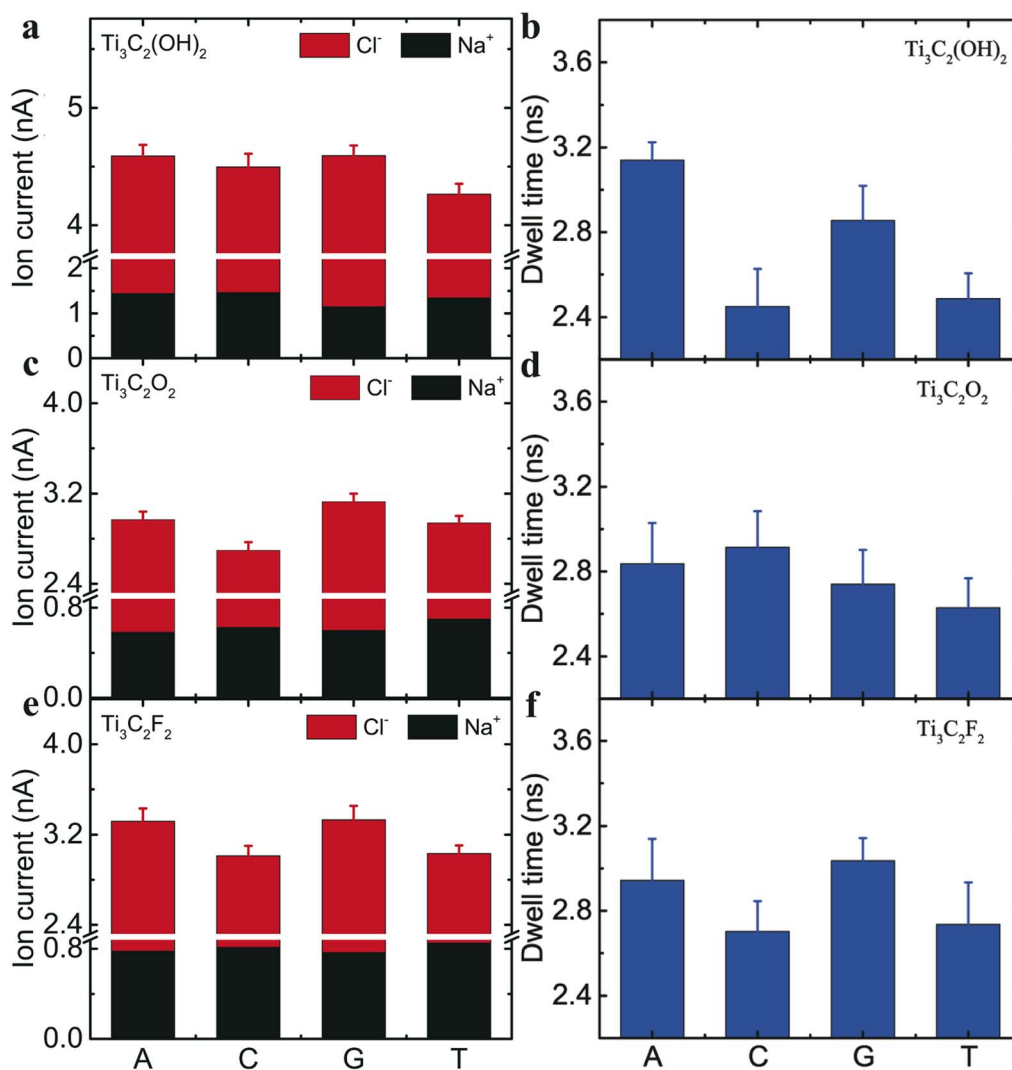 a
Ti₃C₂(OH)₂
Cl⁻
Na⁺
Ion current (nA)
5
4
2
1
0
b
Ti₃C₂(OH)₂
Dwell time (ns)
3.6
3.2
2.8
2.4
c
Ti₃C₂O₂
Cl⁻
Na⁺
Ion current (nA)
4.0
3.2
2.4
0.8
0.0
d
Ti₃C₂O₂
Dwell time (ns)
3.6
3.2
2.8
2.4
e
Ti₃C₂F₂
Cl⁻
Na⁺
Ion current (nA)
4.0
3.2
2.4
0.8
0.0
A C G T
f
Ti₃C₂F₂
Dwell time (ns)
3.6
3.2
2.8
2.4
A C G T